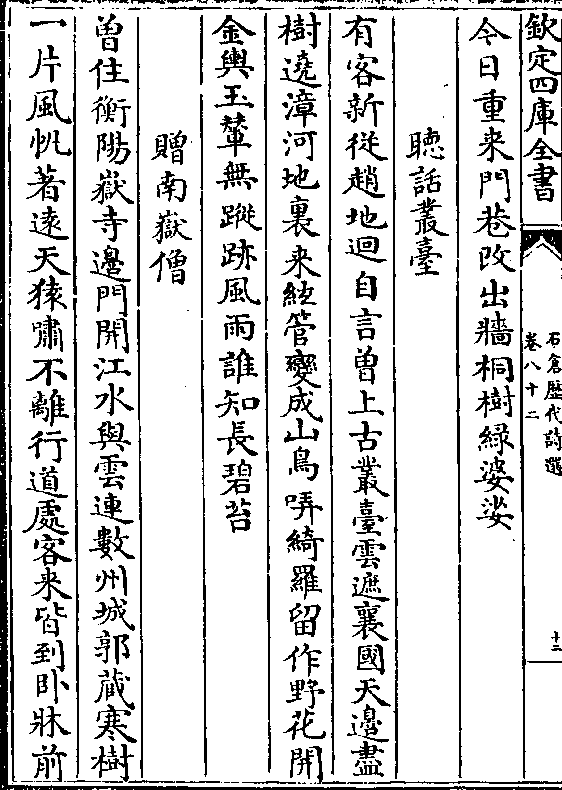 欽定四庫全書
石倉歷代詩選
卷八十二
十二
今日重来門巷改出牆桐樹緑婆娑
聽話叢臺
有客新從趙地迴自言曽上古叢臺雲遮襄國天邉盡
樹遶漳河地裏来絃管變成山鳥哢綺羅留作野花開
金輿玉輦無蹤跡風雨誰知長碧苔
贈南嶽僧
曽住衡陽嶽寺邉門開江水與雲連數州城郭蔵寒樹
一片風帆著遠天猿嘯不離行道處客来皆到卧牀前